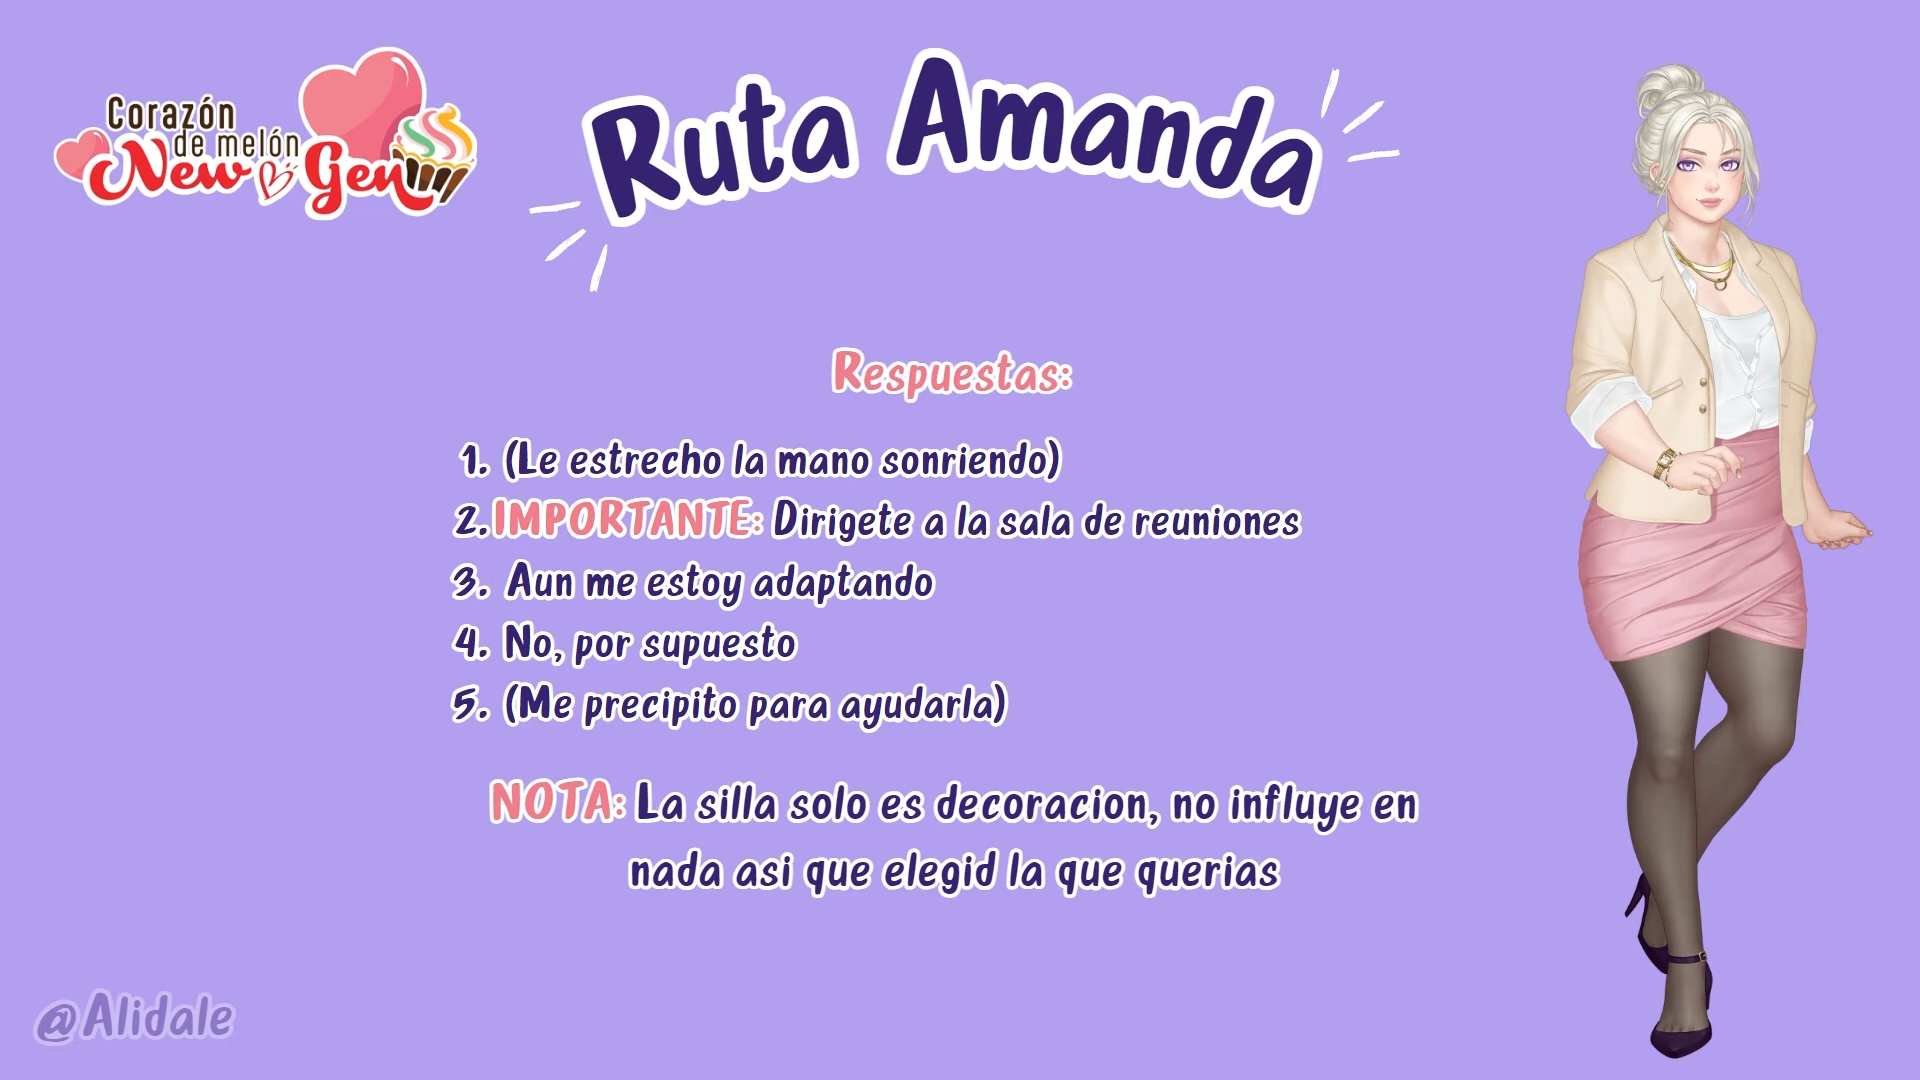 Corazón
de melón
New Gen
Ruta Amanda
Respuestas:
1. (Le estrecho la mano sonriendo)
2. IMPORTANTE: Dirigete a la sala de reuniones
3. Aun me estoy adaptando
4. No, por supuesto
5. (Me precipito para ayudarla)
NOTA: La silla solo es decoracion, no influye en
nada asi que elegid la que querias
@Alidale